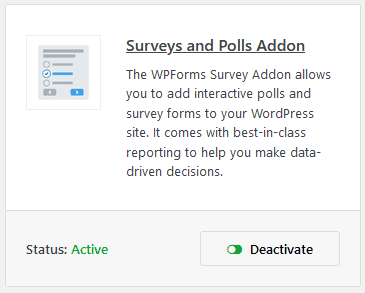 Surveys and Polls Addon
The WPForms Survey Addon allows
you to add interactive polls and
survey forms to your WordPress
site. It comes with best-in-class
reporting to help you make data-
driven decisions.
Status: Active
Deactivate